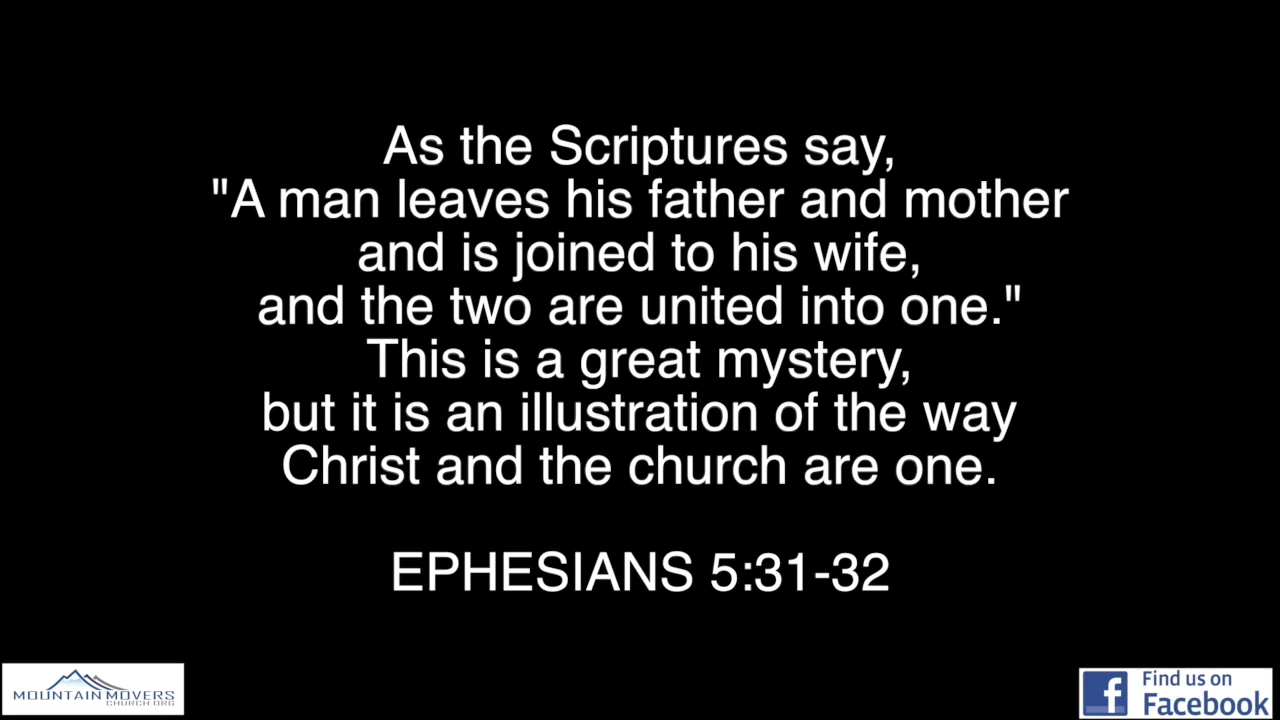 As the Scriptures say,
"A man leaves his father and mother
and is joined to his wife,
and the two are united into one."
This is a great mystery,
but it is an illustration of the way
Christ and the church are one.
EPHESIANS 5:31-32
MOUNTAIN MOVERS
CHURCH.ORG
f
Find us on
Facebook